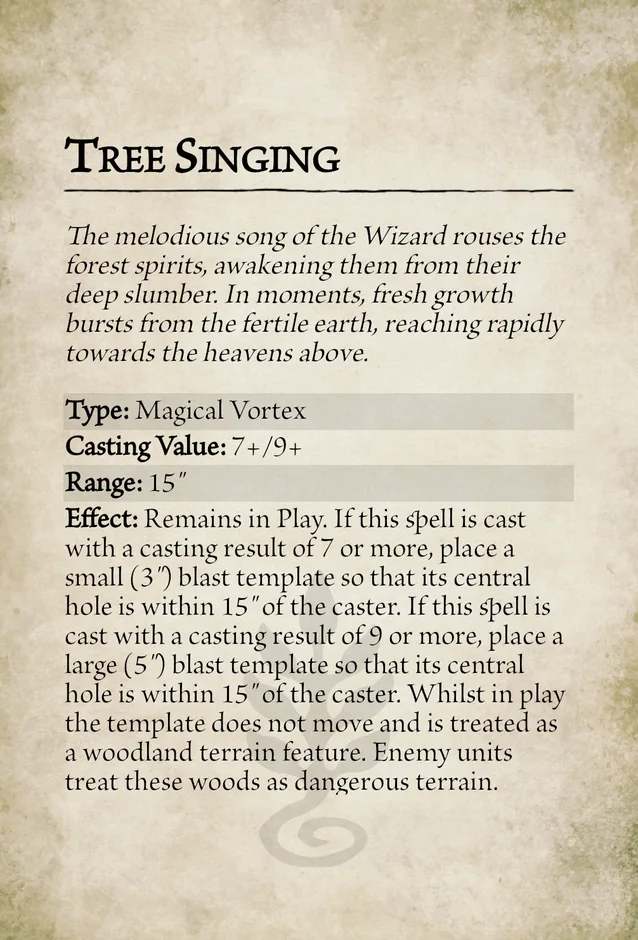 Tree Singing
The melodious song of the Wizard rouses the
forest spirits, awakening them from their
deep slumber. In moments, fresh growth
bursts from the fertile earth, reaching rapidly
towards the heavens above.
Type: Magical Vortex
Casting Value: 7+/9+
Range: 15"
Effect: Remains in Play. If this spell is cast
with a casting result of 7 or more, place a
small (3") blast template so that its central
hole is within 15" of the caster. If this spell is
cast with a casting result of 9 or more, place a
large (5") blast template so that its central
hole is within 15" of the caster. Whilst in play
the template does not move and is treated as
a woodland terrain feature. Enemy units
treat these woods as dangerous terrain.